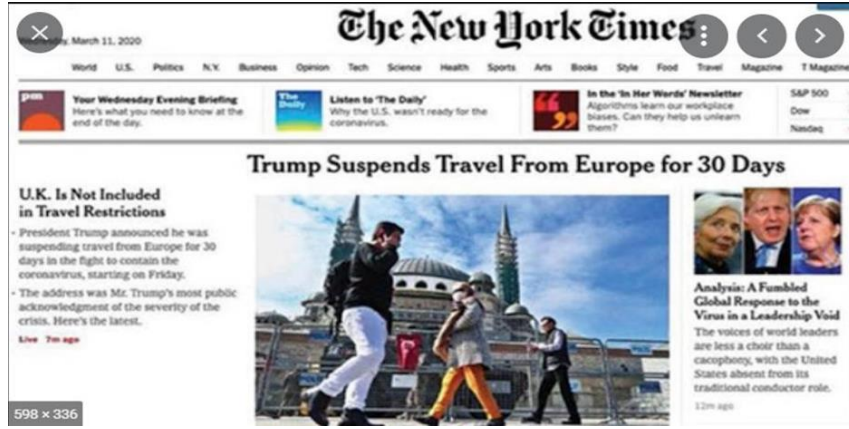 The New York Times
Wednesday, March 11, 2020
World U.S. Politics N.Y. Business Opinion Tech Science Health Sports Arts Books Style Food Travel Magazine T Magazine
pm
Your Wednesday Evening Briefing
Here's what you need to know at the
end of the day.
The
Daily
Listen to 'The Daily'
Why the U.S. wasn't ready for the
coronavirus.
In the 'In Her Words' Newsletter
Algorithms learn our workplace
biases. Can they help us unlearn
them?
S&P 500
Dow
Nasdaq
Trump Suspends Travel From Europe for 30 Days
U.K. Is Not Included
in Travel Restrictions
• President Trump announced he was
suspending travel from Europe for 30
days in the fight to contain the
coronavirus, starting on Friday.
• The address was Mr. Trump's most public
acknowledgment of the severity of the
crisis. Here's the latest.
Live 7m ago
Analysis: A Fumbled
Global Response to the
Virus in a Leadership Void
The voices of world leaders
are less a choir than a
cacophony, with the United
States absent from its
traditional conductor role.
12m ago
598 × 336